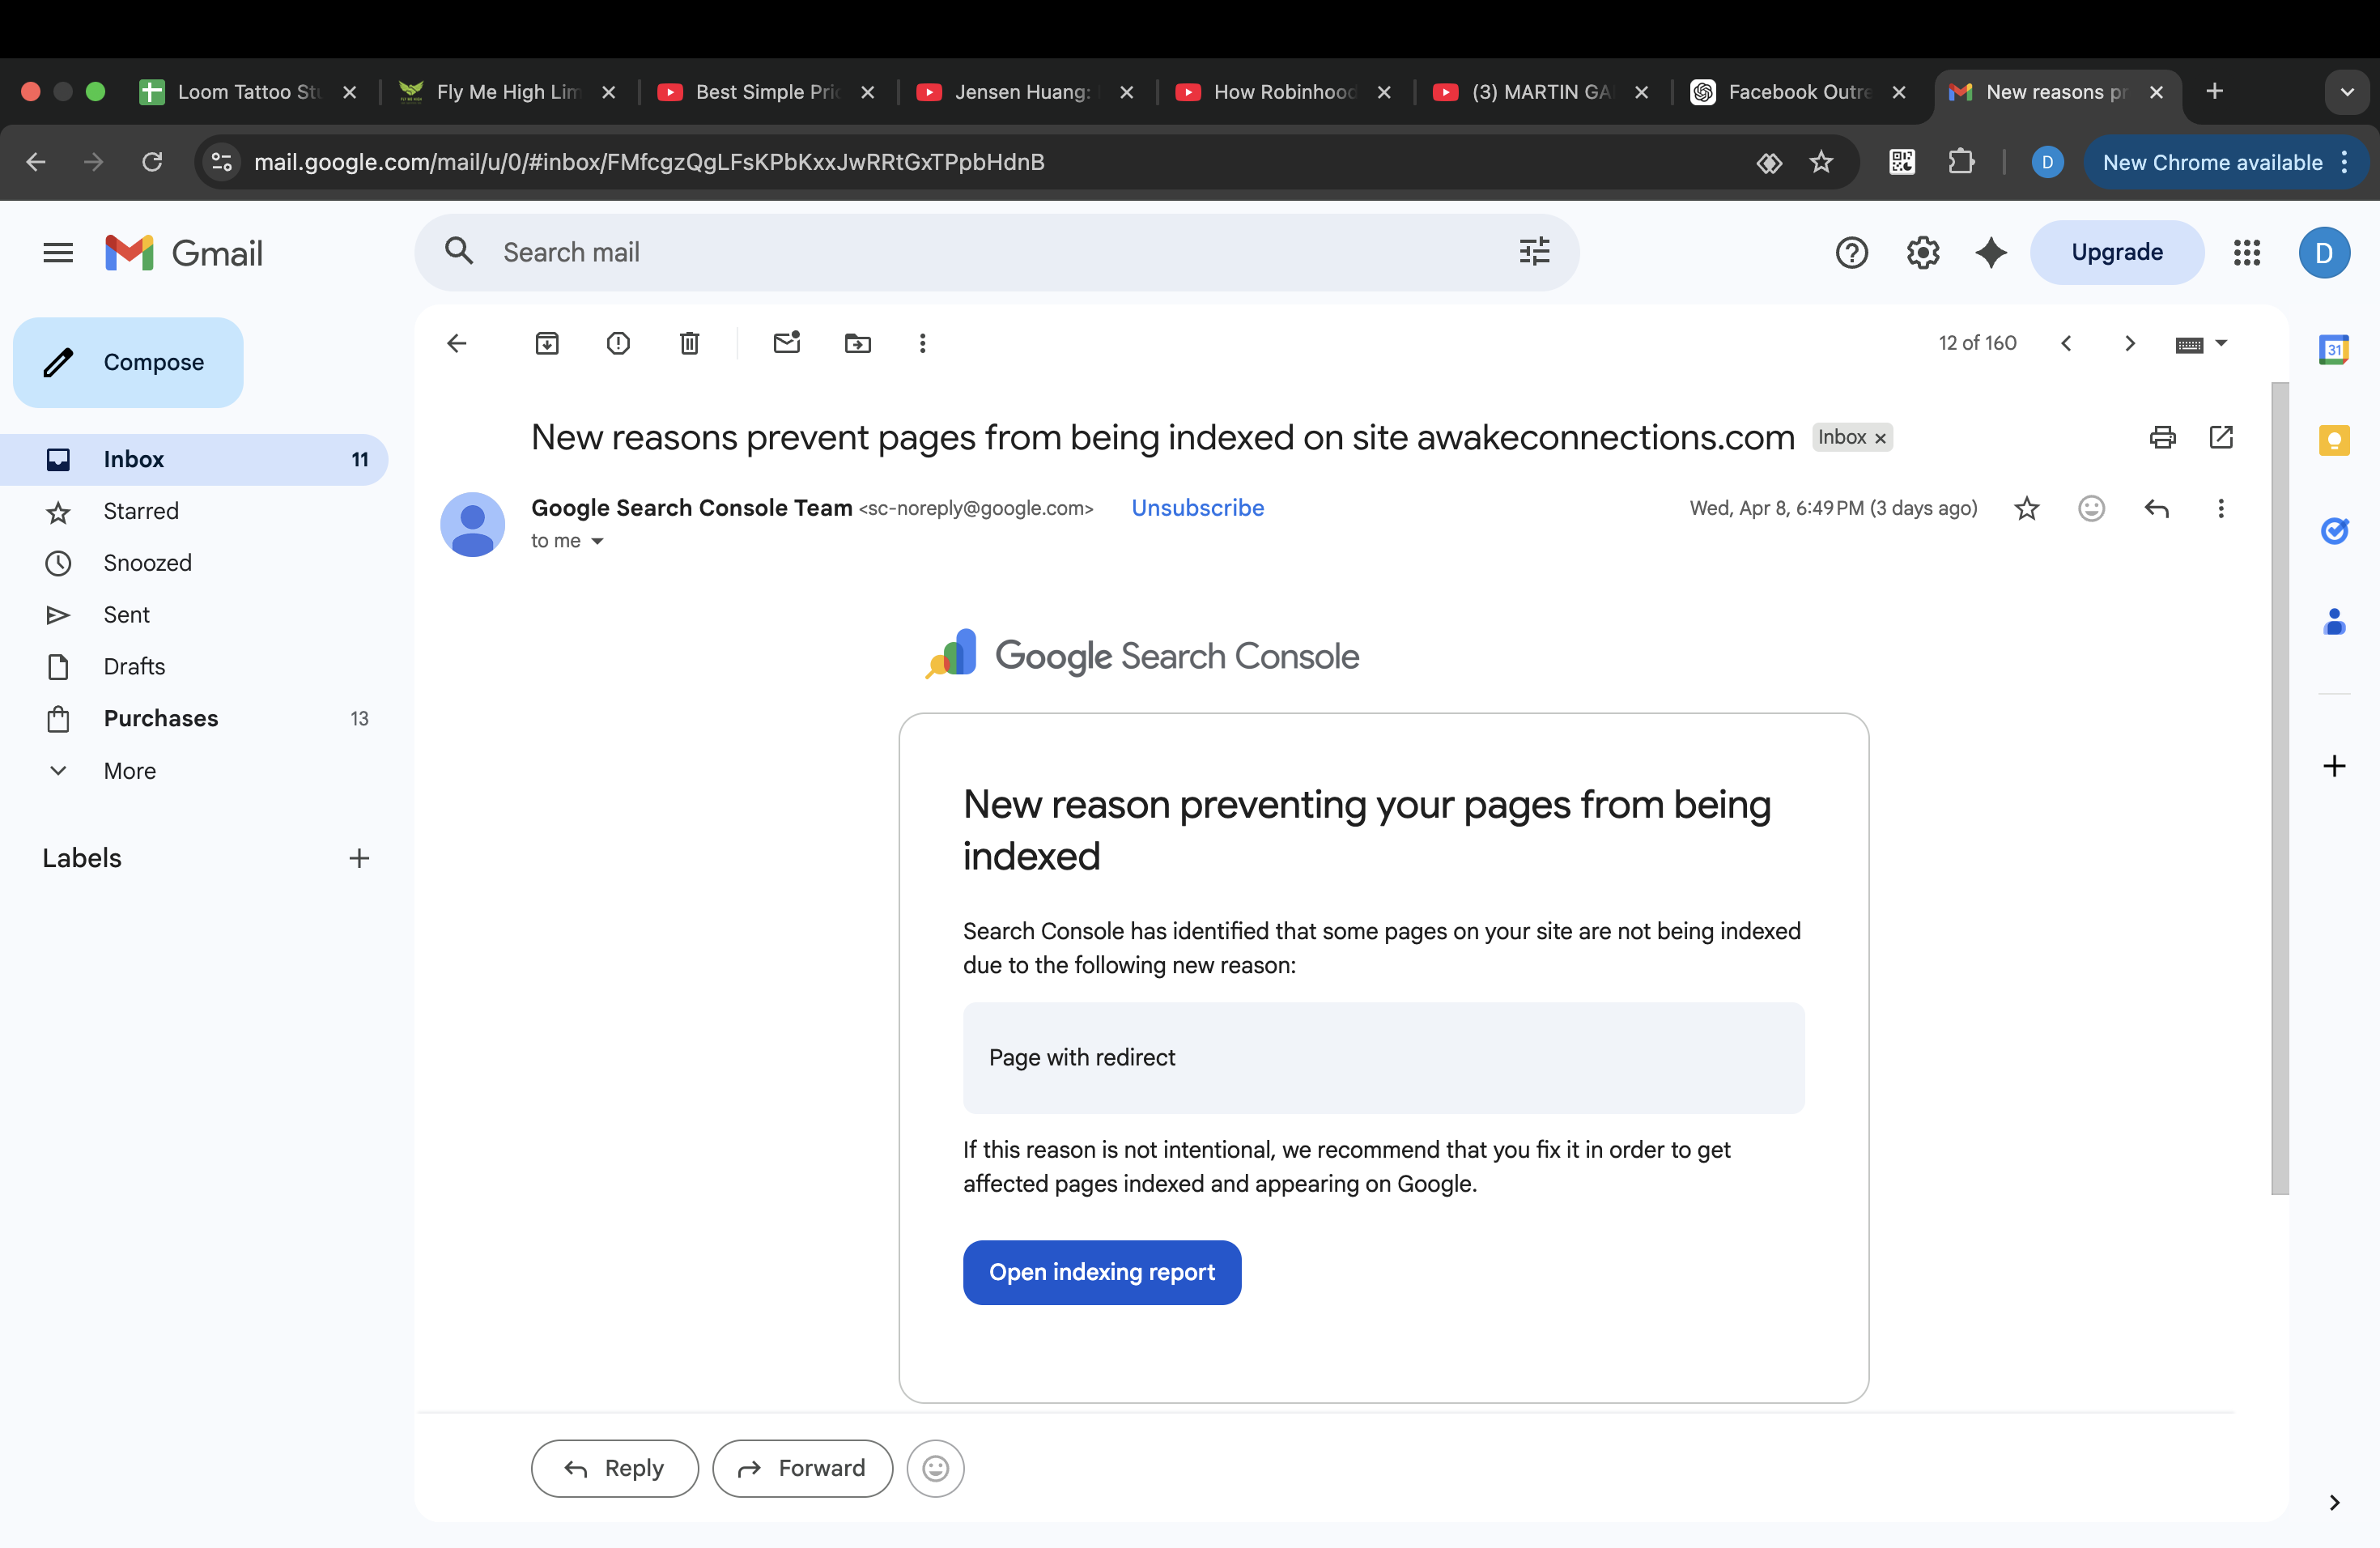 Loom Tattoo Stu
Fly Me High Lim
Best Simple Pric
Jensen Huang:
How Robinhood
(3) MARTIN GA
Facebook Outre
New reasons pr
mail.google.com/mail/u/0/#inbox/FMfcgzQgLFsKPbKxxJwRRtGxTPpbHdnB
D
New Chrome available
Gmail
Search mail
Upgrade
D
Compose
12 of 160
31
New reasons prevent pages from being indexed on site awakeconnections.com
Inbox
Inbox 11
Google Search Console Team <sc-noreply@google.com> Unsubscribe
Wed, Apr 8, 6:49 PM (3 days ago)
to me
Starred
Snoozed
Sent
Drafts
Purchases 13
More
Labels
Google Search Console
New reason preventing your pages from being
indexed
Search Console has identified that some pages on your site are not being indexed
due to the following new reason:
Page with redirect
If this reason is not intentional, we recommend that you fix it in order to get
affected pages indexed and appearing on Google.
Open indexing report
Reply
Forward